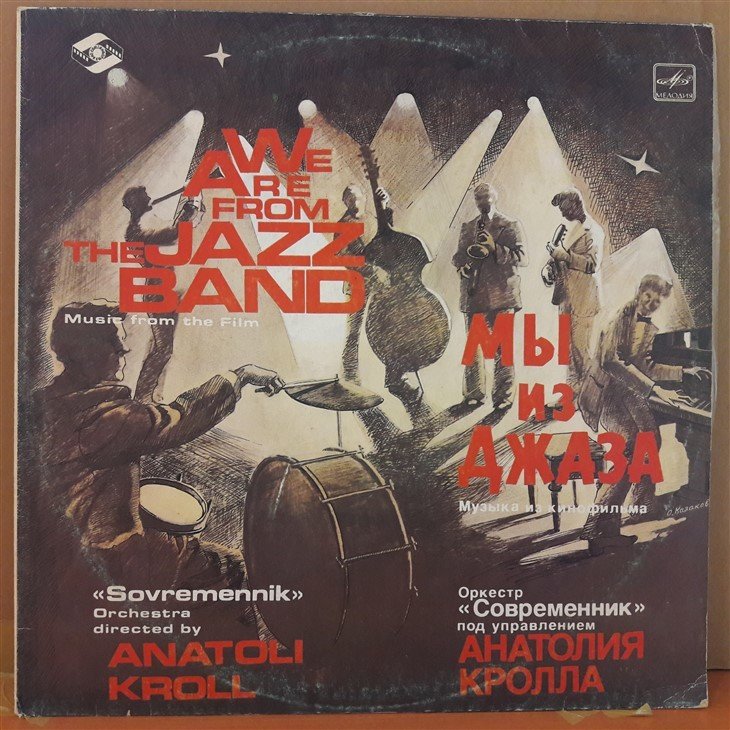 МЕЛОДИЯ
WE
ARE
FROM
THE JAZZ
BAND
Music from the Film
МЫ
ИЗ
ДЖАЗА
Музыка из кинофильма
О. Казаков
«Sovremennik»
Orchestra
directed by
ANATOLI
KROLL
Оркестр
«Современник»
под управлением
АНАТОЛИЯ
КРОЛЛА